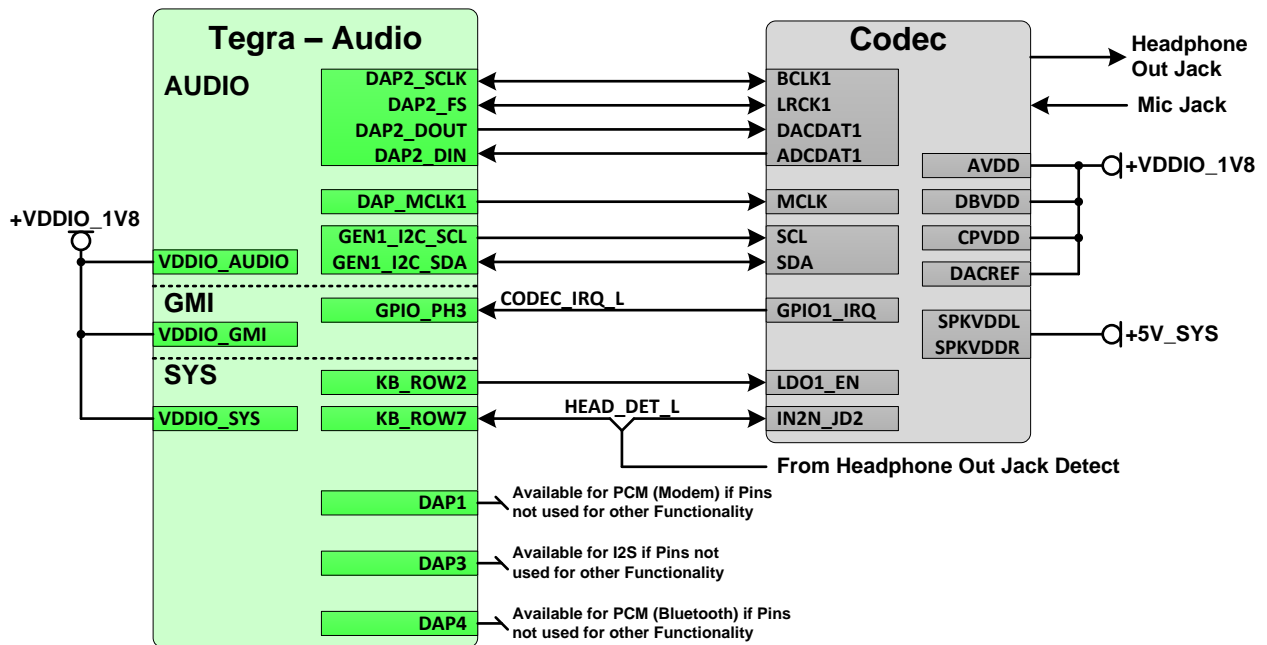 Tegra – Audio
AUDIO
DAP2_SCLK
DAP2_FS
DAP2_DOUT
DAP2_DIN
DAP_MCLK1
GEN1_I2C_SCL
GEN1_I2C_SDA
+VDDIO_1V8
VDDIO_AUDIO
GMI
GPIO_PH3
VDDIO_GMI
SYS
KB_ROW2
VDDIO_SYS
KB_ROW7
DAP1
DAP3
DAP4
CODEC_IRQ_L
HEAD_DET_L
From Headphone Out Jack Detect
Available for PCM (Modem) if Pins
not used for other Functionality
Available for I2S if Pins not
used for other Functionality
Available for PCM (Bluetooth) if Pins
not used for other Functionality
Codec
BCLK1
LRCK1
DACDAT1
ADCDAT1
MCLK
SCL
SDA
GPIO1_IRQ
LDO1_EN
IN2N_JD2
AVDD
DBVDD
CPVDD
DACREF
SPKVDDL
SPKVDDR
Headphone
Out Jack
Mic Jack
+VDDIO_1V8
+5V_SYS